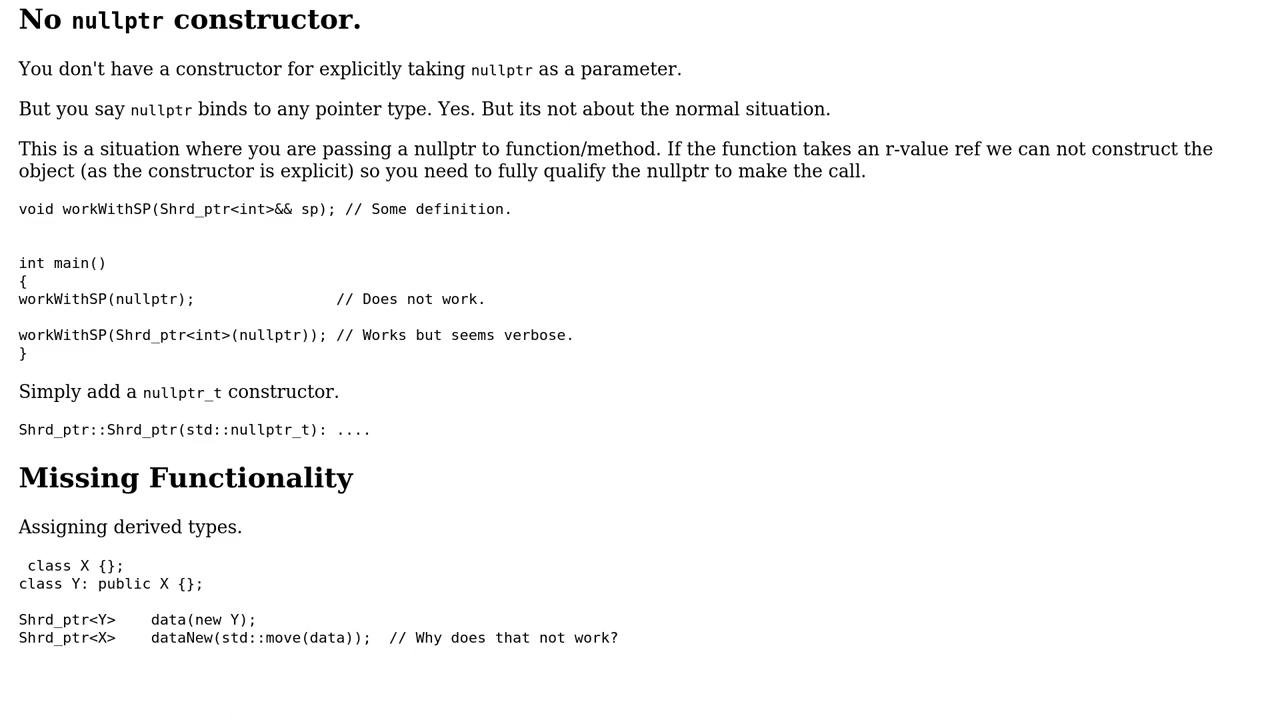 No nullptr constructor.
You don't have a constructor for explicitly taking nullptr as a parameter.
But you say nullptr binds to any pointer type. Yes. But its not about the normal situation.
This is a situation where you are passing a nullptr to function/method. If the function takes an r-value ref we can not construct the
object (as the constructor is explicit) so you need to fully qualify the nullptr to make the call.
void workWithSP(Shrd_ptr<int>&& sp); // Some definition.
int main()
{
workWithSP(nullptr);                // Does not work.
workWithSP(Shrd_ptr<int>(nullptr)); // Works but seems verbose.
}
Simply add a nullptr_t constructor.
Shrd_ptr::Shrd_ptr(std::nullptr_t): ....
Missing Functionality
Assigning derived types.
 class X {};
class Y: public X {};
Shrd_ptr<Y>    data(new Y);
Shrd_ptr<X>    dataNew(std::move(data));  // Why does that not work?